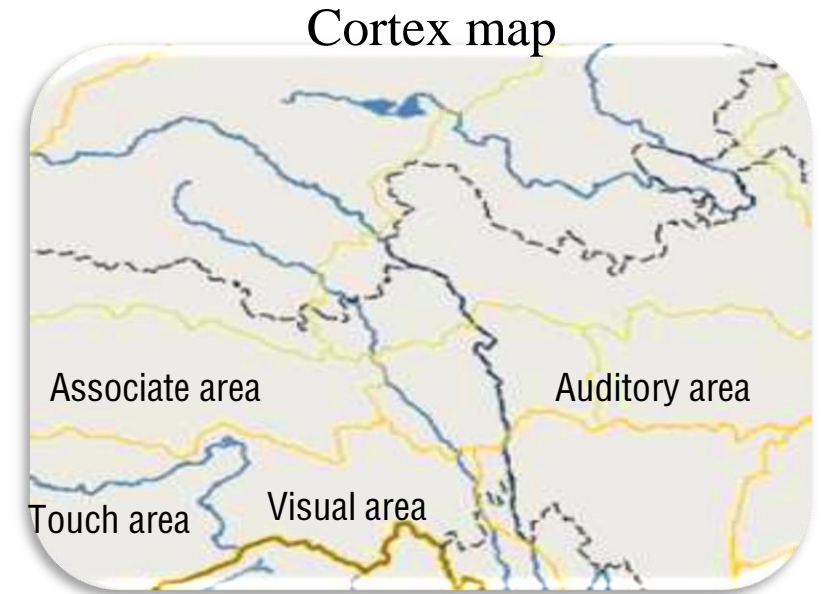 Cortex map
Associate area
Auditory area
Touch area
Visual area